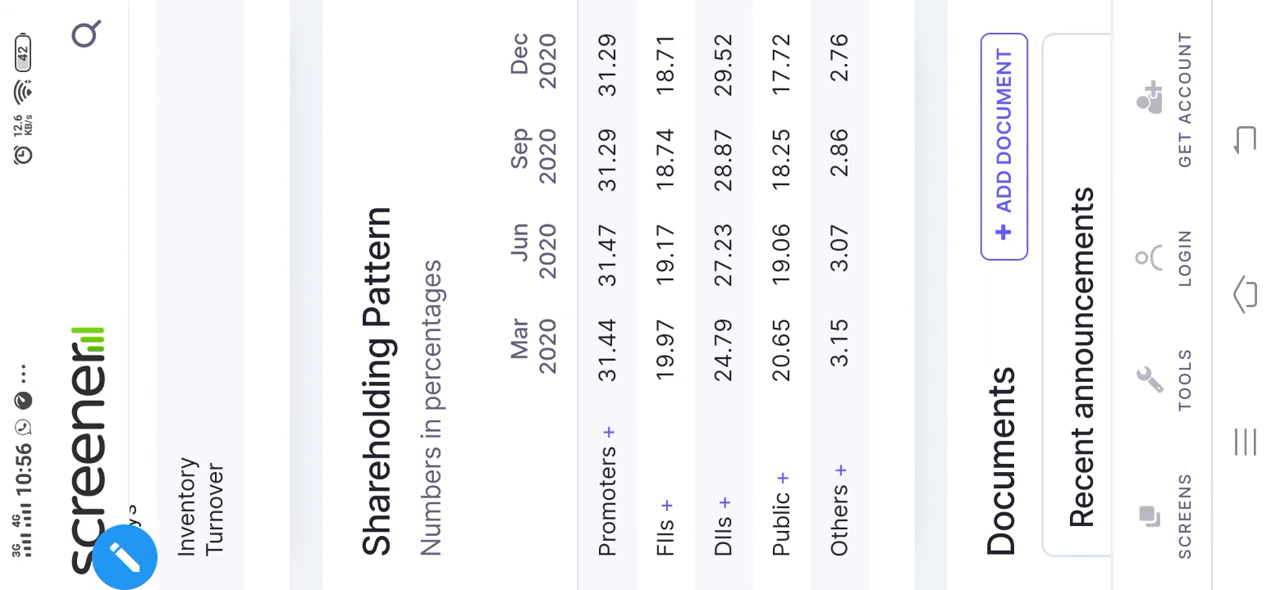 3G 4G 10:56 ... 12.6 KB/s 42
screener
Inventory
Turnover
Shareholding Pattern
Numbers in percentages
Mar 2020 Jun 2020 Sep 2020 Dec 2020
Promoters + 31.44 31.47 31.29 31.29
FIIs + 19.97 19.17 18.74 18.71
DIIs + 24.79 27.23 28.87 29.52
Public + 20.65 19.06 18.25 17.72
Others + 3.15 3.07 2.86 2.76
Documents + ADD DOCUMENT
Recent announcements
SCREENS TOOLS LOGIN GET ACCOUNT